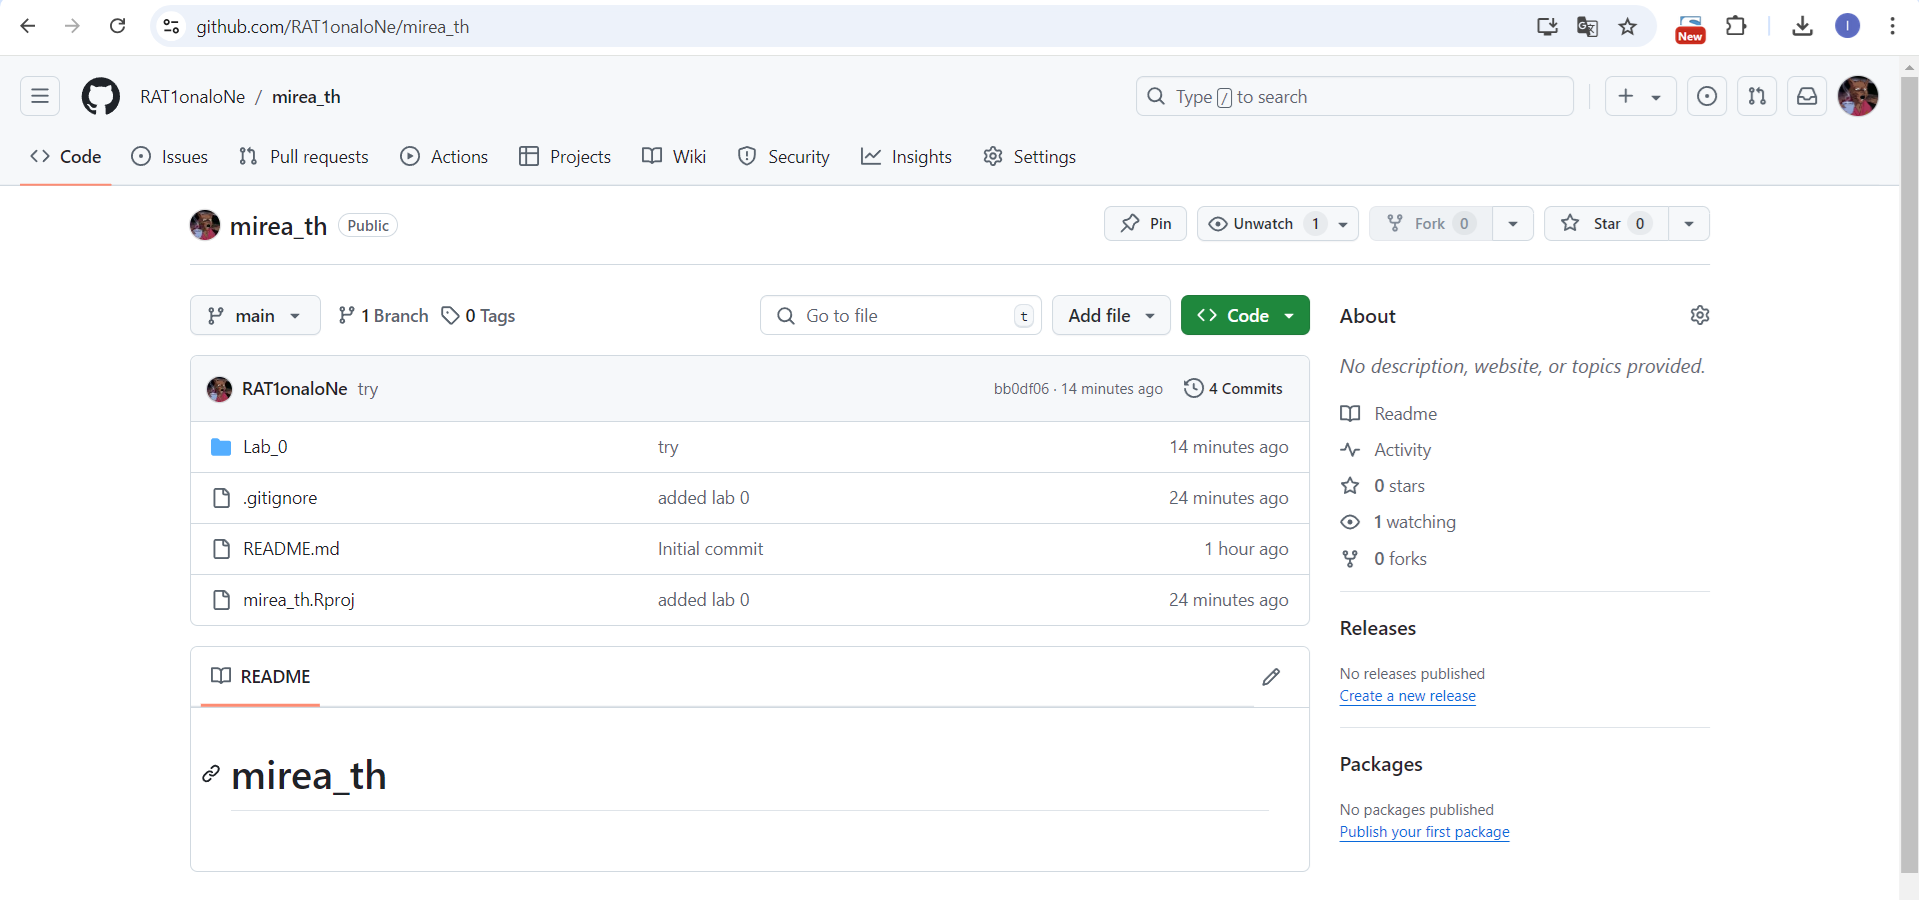 github.com/RAT1onaloNe/mirea_th
New
I
RAT1onaloNe / mirea_th
Type / to search
Code Issues Pull requests Actions Projects Wiki Security Insights Settings
mirea_th Public
Pin Unwatch 1 Fork 0 Star 0
main 1 Branch 0 Tags Go to file t Add file Code
RAT1onaloNe try bb0df06 · 14 minutes ago 4 Commits
Lab_0 try 14 minutes ago
.gitignore added lab 0 24 minutes ago
README.md Initial commit 1 hour ago
mirea_th.Rproj added lab 0 24 minutes ago
README
mirea_th
About
No description, website, or topics provided.
Readme
Activity
0 stars
1 watching
0 forks
Releases
No releases published
Create a new release
Packages
No packages published
Publish your first package